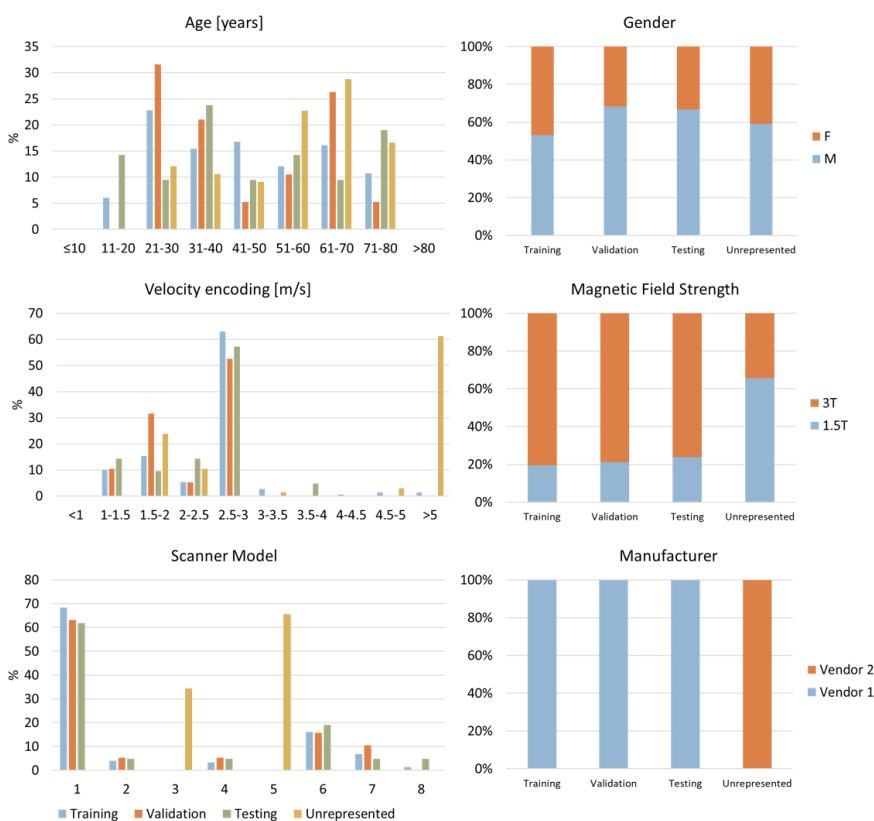 Age [years]
35
30
25
20
15
10
5
0
%
≤10 11-20 21-30 31-40 41-50 51-60 61-70 71-80 >80
Gender
100%
80%
60%
40%
20%
0%
Training Validation Testing Unrepresented
F
M
Velocity encoding [m/s]
70
60
50
40
30
20
10
0
%
<1 1-1.5 1.5-2 2-2.5 2.5-3 3-3.5 3.5-4 4-4.5 4.5-5 >5
Magnetic Field Strength
100%
80%
60%
40%
20%
0%
Training Validation Testing Unrepresented
3T
1.5T
Scanner Model
80
70
60
50
40
30
20
10
0
%
1 2 3 4 5 6 7 8
Training Validation Testing Unrepresented
Manufacturer
100%
80%
60%
40%
20%
0%
Training Validation Testing Unrepresented
Vendor 2
Vendor 1